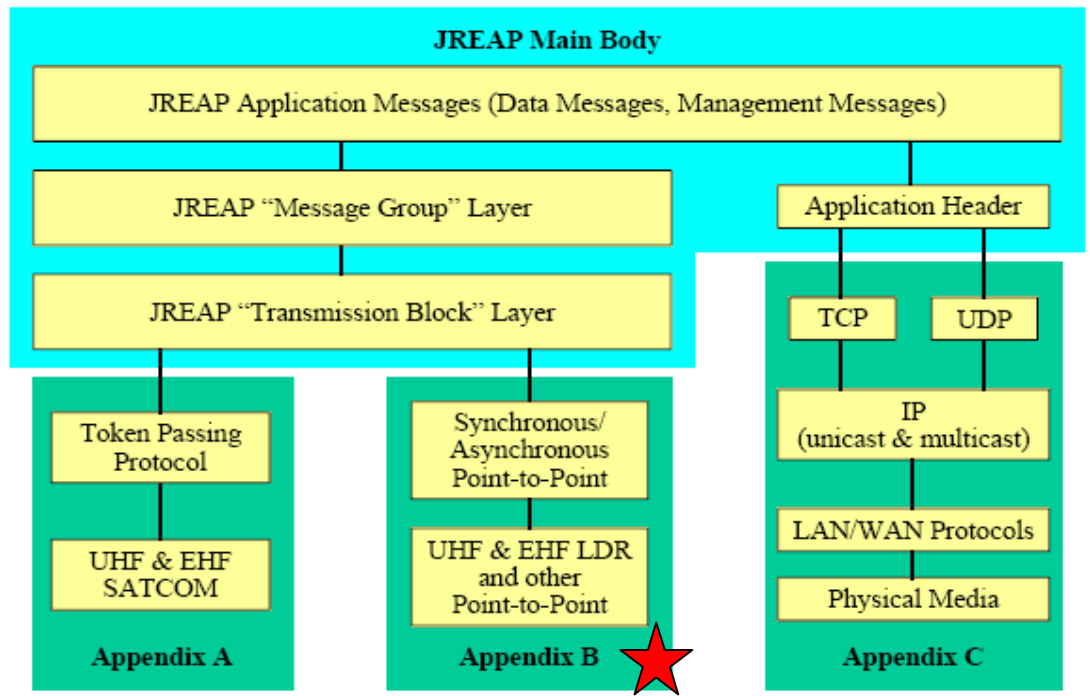 JREAP Main Body
JREAP Application Messages (Data Messages, Management Messages)
JREAP “Message Group” Layer
Application Header
JREAP “Transmission Block” Layer
TCP
UDP
Token Passing
Protocol
UHF & EHF
SATCOM
Appendix A
Synchronous/
Asynchronous
Point-to-Point
UHF & EHF LDR
and other
Point-to-Point
Appendix B
IP
(unicast & multicast)
LAN/WAN Protocols
Physical Media
Appendix C